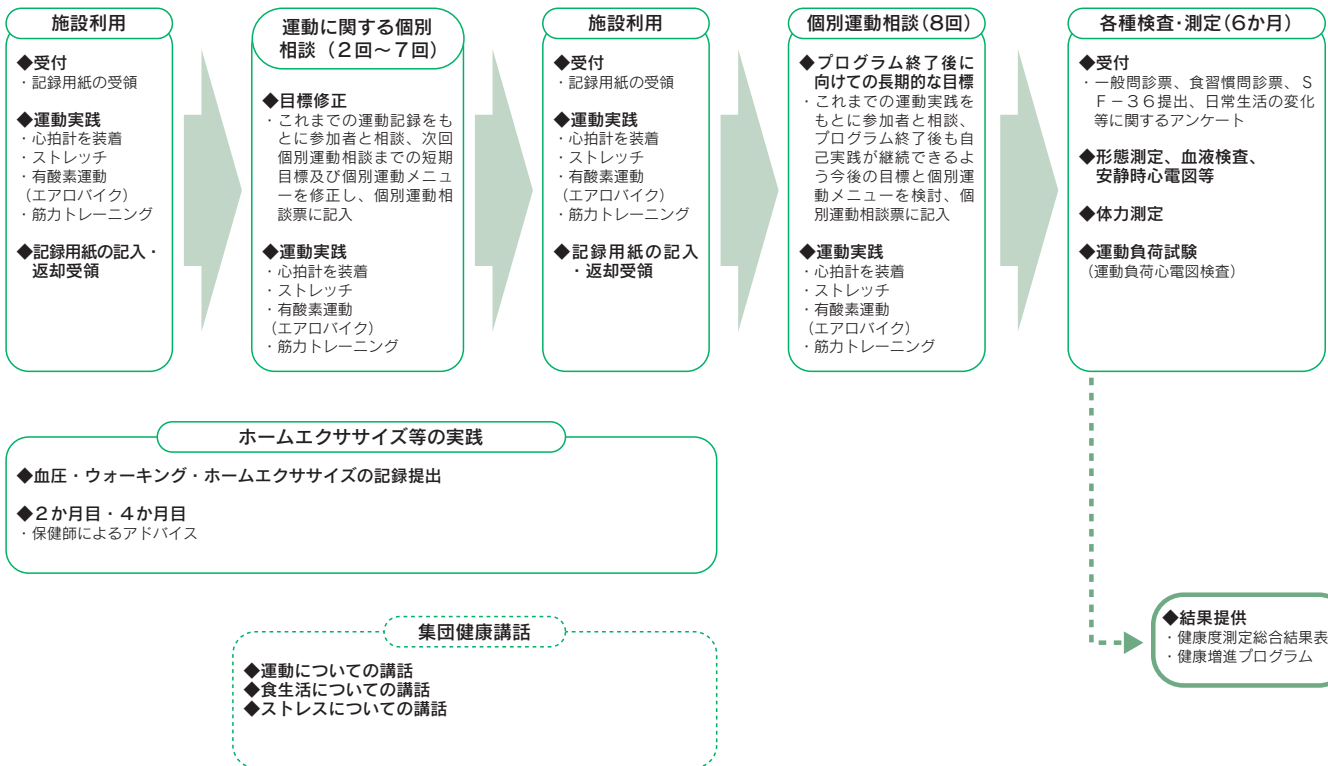 施設利用
◆受付
・記録用紙の受領
◆運動実践
・心拍計を装着
・ストレッチ
・有酸素運動
（エアロバイク）
・筋力トレーニング
◆記録用紙の記入・
返却受領
運動に関する個別
相談（２回～７回）
◆目標修正
・これまでの運動記録をも
とに参加者と相談、次回
個別運動相談までの短期
目標及び個別運動メニュ
ーを修正し、個別運動相
談票に記入
◆運動実践
・心拍計を装着
・ストレッチ
・有酸素運動
（エアロバイク）
・筋力トレーニング
施設利用
◆受付
・記録用紙の受領
◆運動実践
・心拍計を装着
・ストレッチ
・有酸素運動
（エアロバイク）
・筋力トレーニング
◆記録用紙の記入
・返却受領
個別運動相談(8回)
◆プログラム終了後に
向けての長期的な目標
・これまでの運動実践を
もとに参加者と相談、
プログラム終了後も自
己実践が継続できるよ
う今後の目標と個別運
動メニューを検討、個
別運動相談票に記入
◆運動実践
・心拍計を装着
・ストレッチ
・有酸素運動
（エアロバイク）
・筋力トレーニング
各種検査･測定(6か月)
◆受付
・一般問診票、食習慣問診票、Ｓ
Ｆ－３６提出、日常生活の変化
等に関するアンケート
◆形態測定、血液検査、
安静時心電図等
◆体力測定
◆運動負荷試験
（運動負荷心電図検査）
ホームエクササイズ等の実践
◆血圧・ウォーキング・ホームエクササイズの記録提出
◆２か月目・４か月目
・保健師によるアドバイス
集団健康講話
◆運動についての講話
◆食生活についての講話
◆ストレスについての講話
◆結果提供
・健康度測定総合結果表
・健康増進プログラム